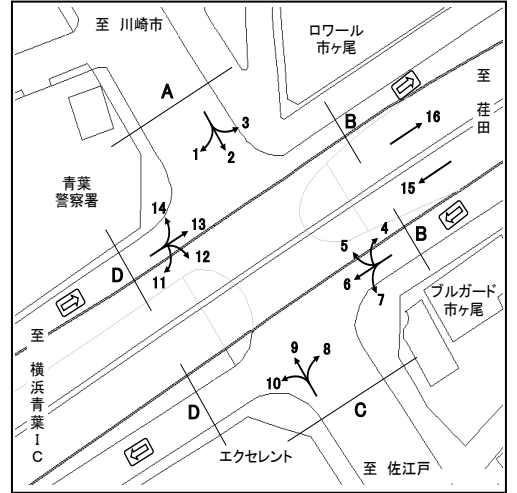 至 川崎市
ロワール
市ヶ尾
至
荏
田
A
B
3
1
2
16
15
青葉
警察署
14
13
12
11
D
4
5
6
7
B
ブルガード
市ヶ尾
至
横
浜
青
葉
I
C
9
8
10
D
C
エクセレント
至 佐江戸